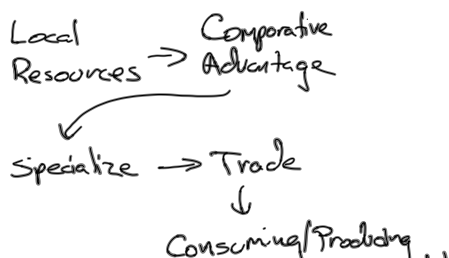 Local
Resources → Comparative
Advantage
Specialize → Trade
Consuming/Producing